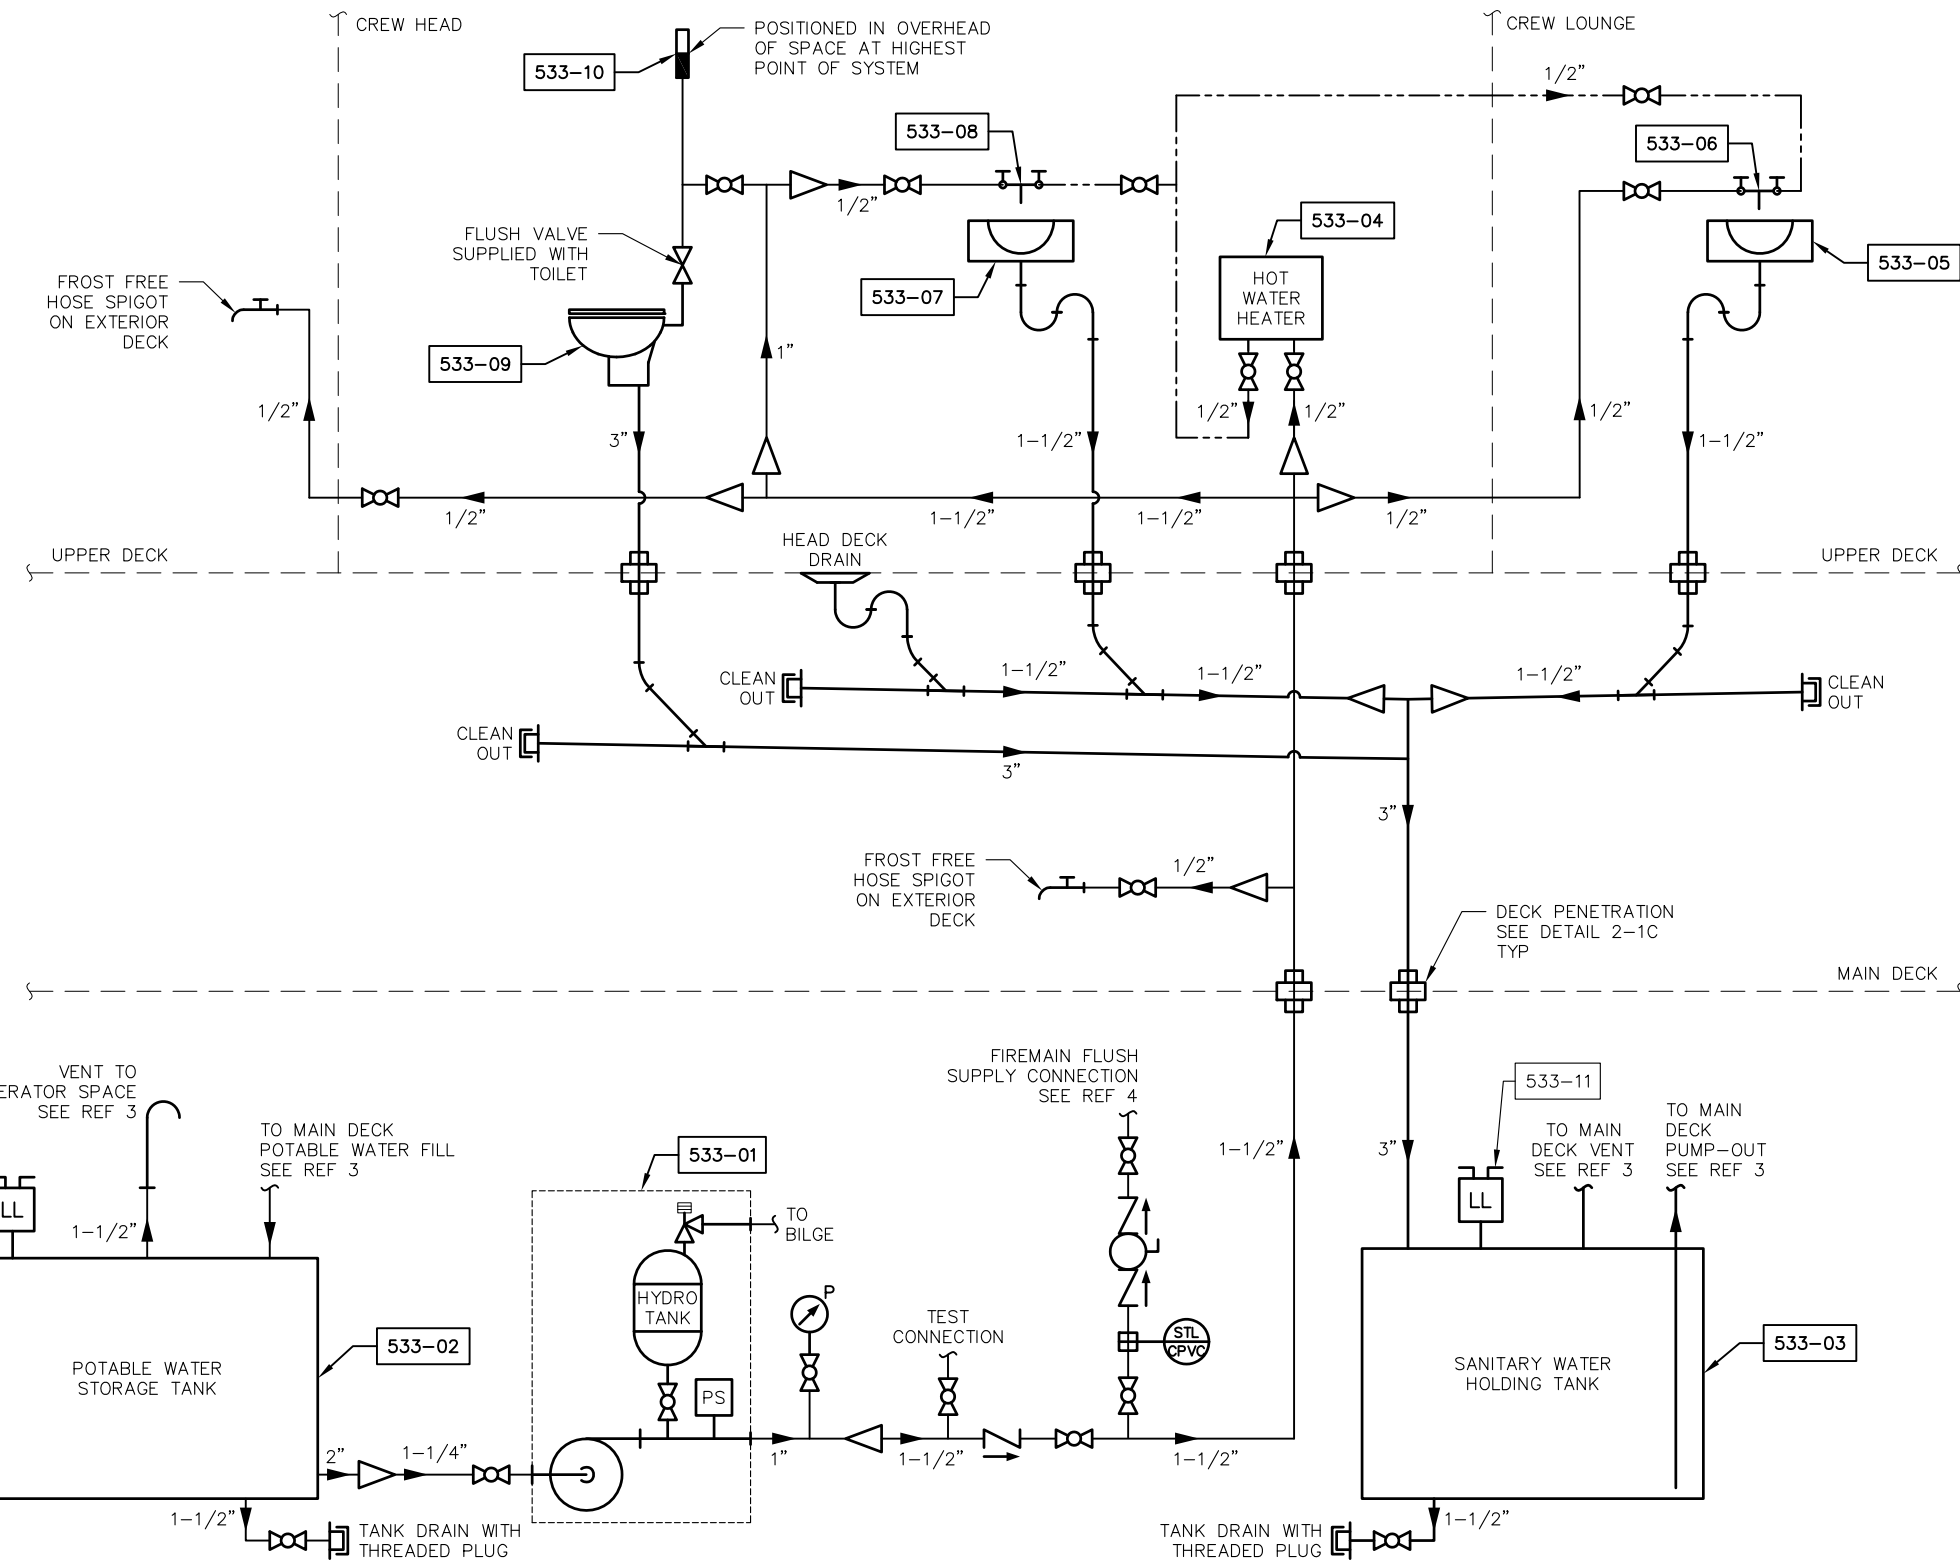 CREW HEAD
POSITIONED IN OVERHEAD
OF SPACE AT HIGHEST
POINT OF SYSTEM
CREW LOUNGE
533-10
1/2"
533-08
533-06
1/2"
FLUSH VALVE
SUPPLIED WITH
TOILET
533-04
533-05
FROST FREE
HOSE SPIGOT
ON EXTERIOR
DECK
533-07
HOT
WATER
HEATER
533-09
1"
1/2"
3"
1-1/2"
1/2"
1/2"
1/2"
1-1/2"
1/2"
1-1/2"
1-1/2"
1/2"
UPPER DECK
HEAD DECK
DRAIN
UPPER DECK
CLEAN
OUT
1-1/2"
1-1/2"
1-1/2"
CLEAN
OUT
CLEAN
OUT
3"
3"
FROST FREE
HOSE SPIGOT
ON EXTERIOR
DECK
1/2"
DECK PENETRATION
SEE DETAIL 2-1C
TYP
MAIN DECK
VENT TO
ERATOR SPACE
SEE REF 3
FIREMAIN FLUSH
SUPPLY CONNECTION
SEE REF 4
533-11
TO MAIN DECK
POTABLE WATER FILL
SEE REF 3
533-01
1-1/2"
3"
TO MAIN
DECK VENT
SEE REF 3
TO MAIN
DECK
PUMP-OUT
SEE REF 3
LL
1-1/2"
TO
BILGE
LL
HYDRO
TANK
P
TEST
CONNECTION
STL
CPVC
533-02
533-03
POTABLE WATER
STORAGE TANK
PS
SANITARY WATER
HOLDING TANK
2"
1-1/4"
1"
1-1/2"
1-1/2"
1-1/2"
TANK DRAIN WITH
THREADED PLUG
TANK DRAIN WITH
THREADED PLUG
1-1/2"